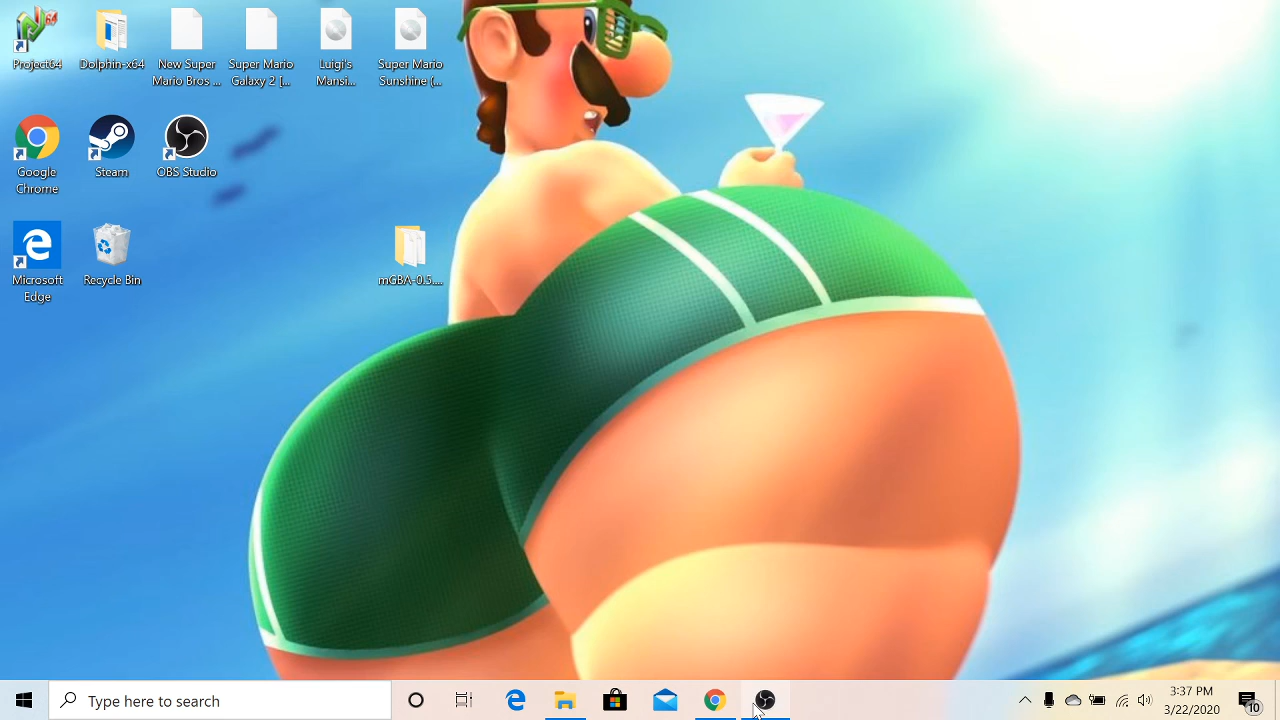 Project64
Dolphin-x64
New Super
Mario Bros ...
Super Mario
Galaxy 2 [...
Luigi's
Mansi...
Super Mario
Sunshine (...
Google
Chrome
Steam
OBS Studio
Microsoft
Edge
Recycle Bin
mGBA-0.5....
Type here to search
3:37 PM
3/22/2020
10